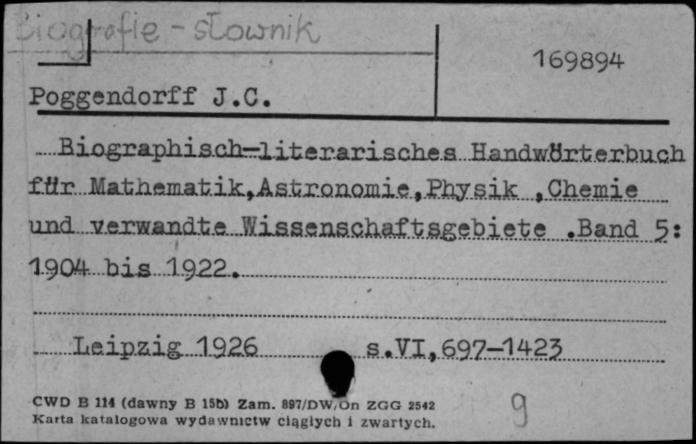 Biografie - słownik
169894
Poggendorff J.C.
Biographisch-literarisches Handwörterbuch
für Mathematik,Astronomie,Physik ,Chemie
und verwandte Wissenschaftsgebiete .Band 5:
1904 bis 1922.
Leipzig 1926 s.VI,697-1423
CWD B 114 (dawny B 15b) Zam. 897/DW/On ZGG 2542
Karta katalogowa wydawnictw ciągłych i zwartych.
9